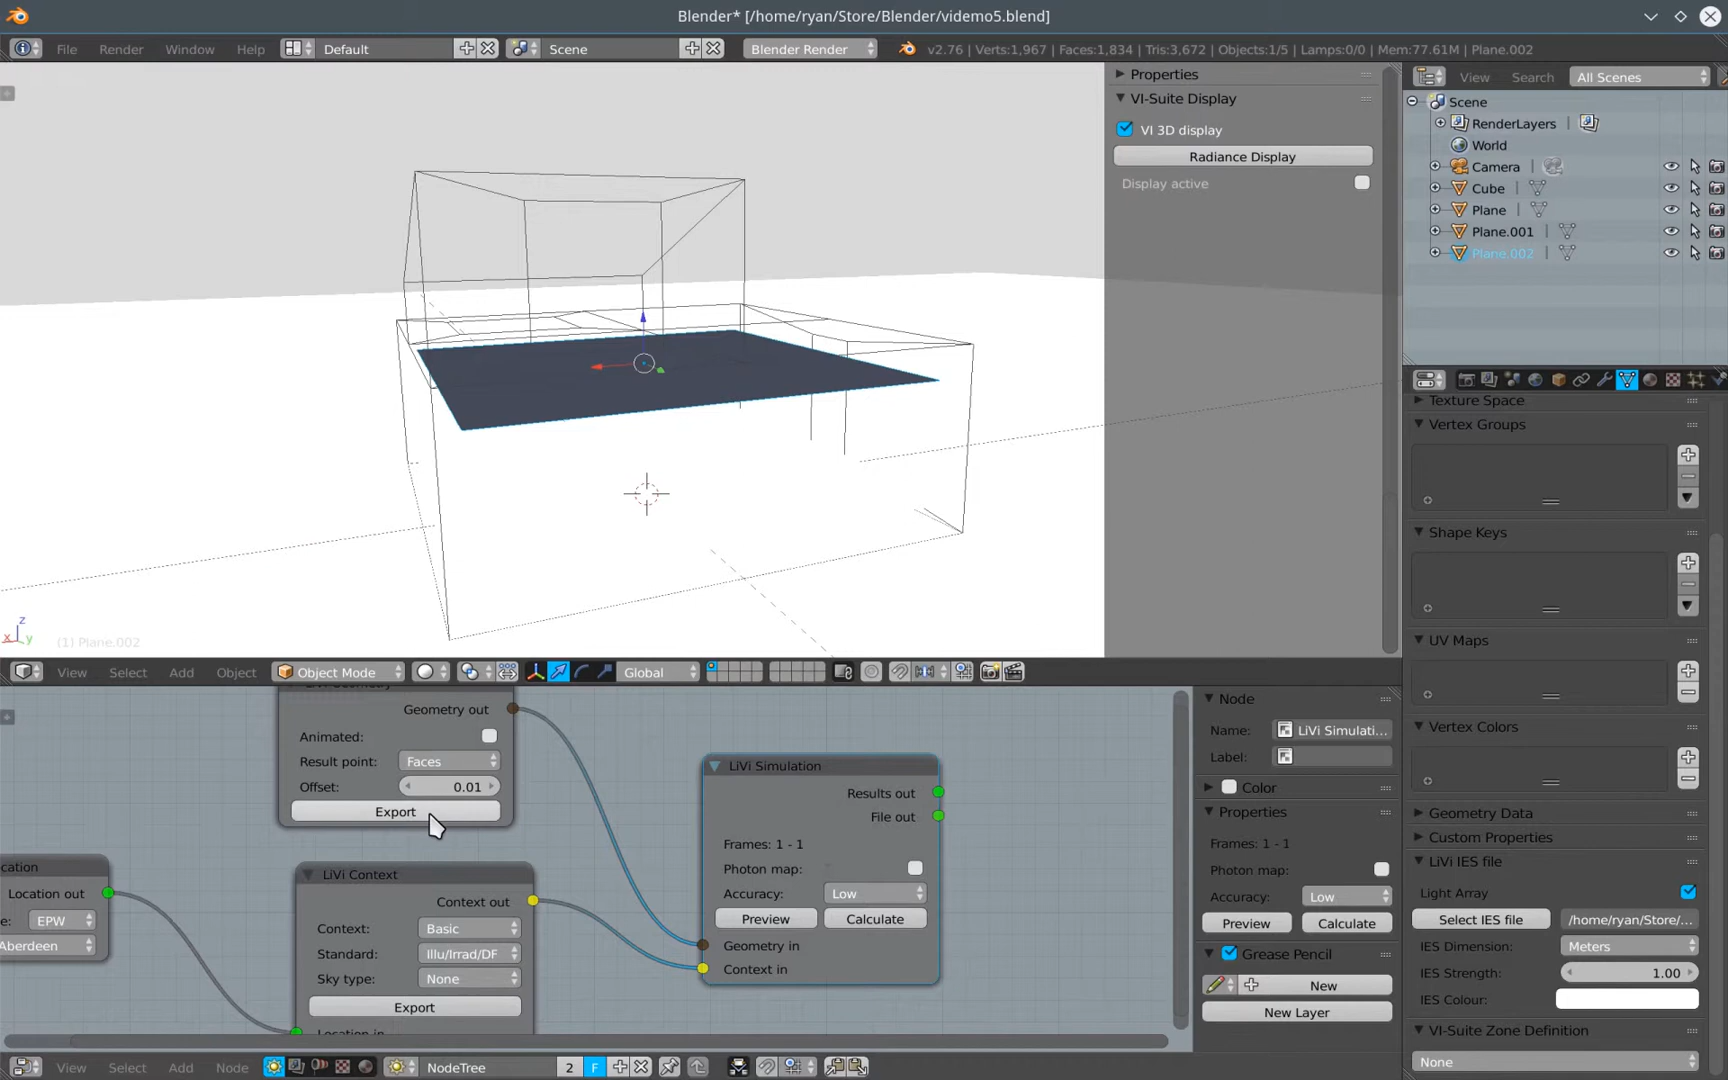 Blender* [/home/ryan/Store/Blender/videmo5.blend]
File Render Window Help Default Scene Blender Render v2.76 | Verts:1,967 | Faces:1,834 | Tris:3,672 | Objects:1/5 | Lamps:0/0 | Mem:77.61M | Plane.002
Properties
VI-Suite Display
VI 3D display
Radiance Display
Display active
View Search All Scenes
Scene
RenderLayers
World
Camera
Cube
Plane
Plane.001
Plane.002
z
x y
(1) Plane.002
View Select Add Object Object Mode Global
Texture Space
Vertex Groups
Shape Keys
UV Maps
Vertex Colors
Geometry Data
Custom Properties
LiVi IES file
Light Array
Select IES file /home/ryan/Store/...
IES Dimension: Meters
IES Strength: 1.00
IES Colour:
VI-Suite Zone Definition
None
Geometry out
Animated:
Result point: Faces
Offset: 0.01
Export
cation
Location out
e: EPW
Aberdeen
LiVi Context
Context out
Context: Basic
Standard: Illu/Irrad/DF
Sky type: None
Export
Location in
LiVi Simulation
Results out
File out
Frames: 1 - 1
Photon map:
Accuracy: Low
Preview Calculate
Geometry in
Context in
Node
Name: LiVi Simulati...
Label:
Color
Properties
Frames: 1 - 1
Photon map:
Accuracy: Low
Preview Calculate
Grease Pencil
New
New Layer
View Select Add Node NodeTree 2 F